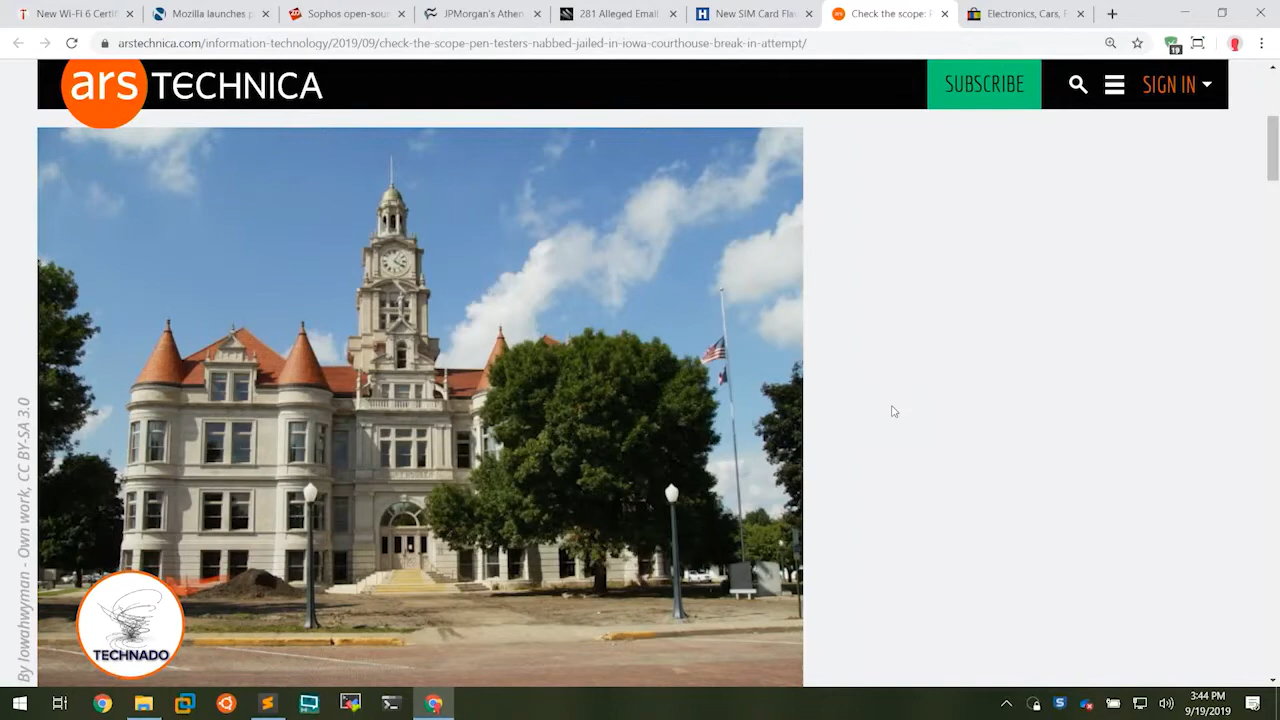 New Wi-Fi 6 Certifi
Mozilla launches p
Sophos open-sour
JPMorgan's Athen
281 Alleged Email
New SIM Card Fla
Check the scope: P
Electronics, Cars, F
arstechnica.com/information-technology/2019/09/check-the-scope-pen-testers-nabbed-jailed-in-iowa-courthouse-break-in-attempt/
19
ars TECHNICA
SUBSCRIBE
SIGN IN
By Iowahwyman - Own work, CC BY-SA 3.0
TECHNADO
3:44 PM
9/19/2019